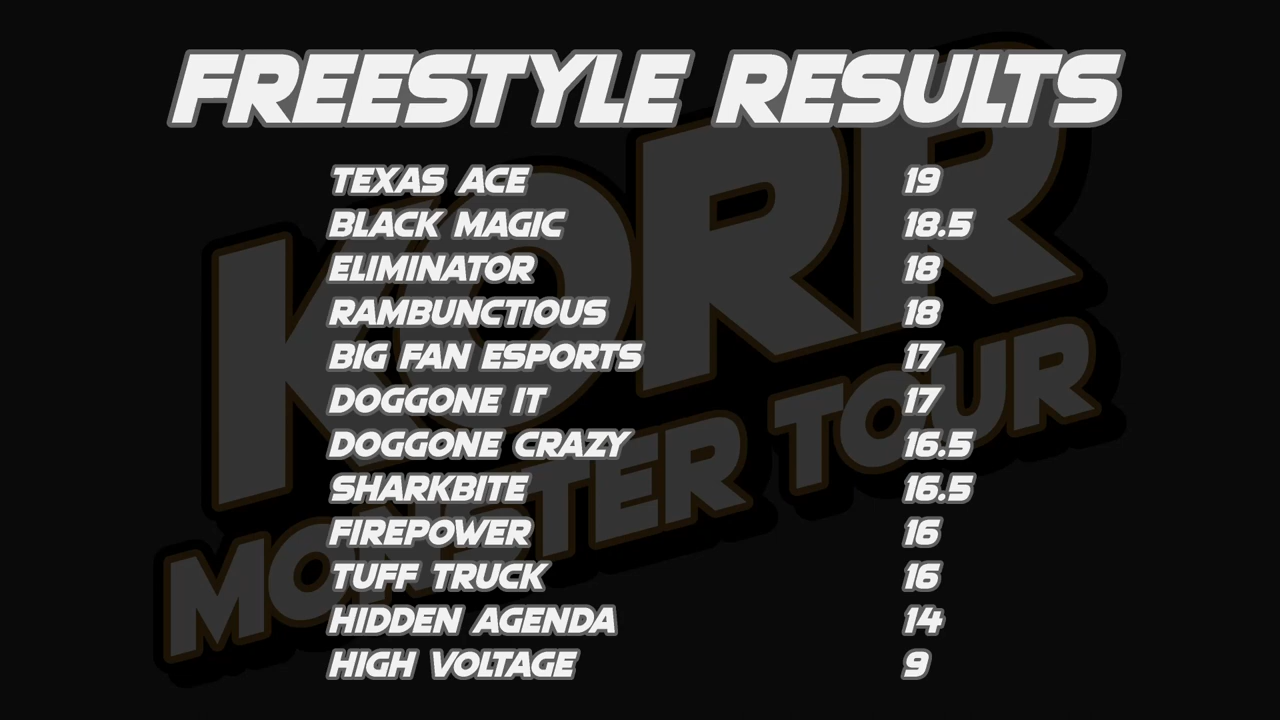 FREESTYLE RESULTS
TEXAS ACE 19
BLACK MAGIC 18.5
ELIMINATOR 18
RAMBUNCTIOUS 18
BIG FAN ESPORTS 17
DOGGONE IT 17
DOGGONE CRAZY 16.5
SHARKBITE 16.5
FIREPOWER 16
TUFF TRUCK 16
HIDDEN AGENDA 14
HIGH VOLTAGE 9
KORR
MONSTER TOUR